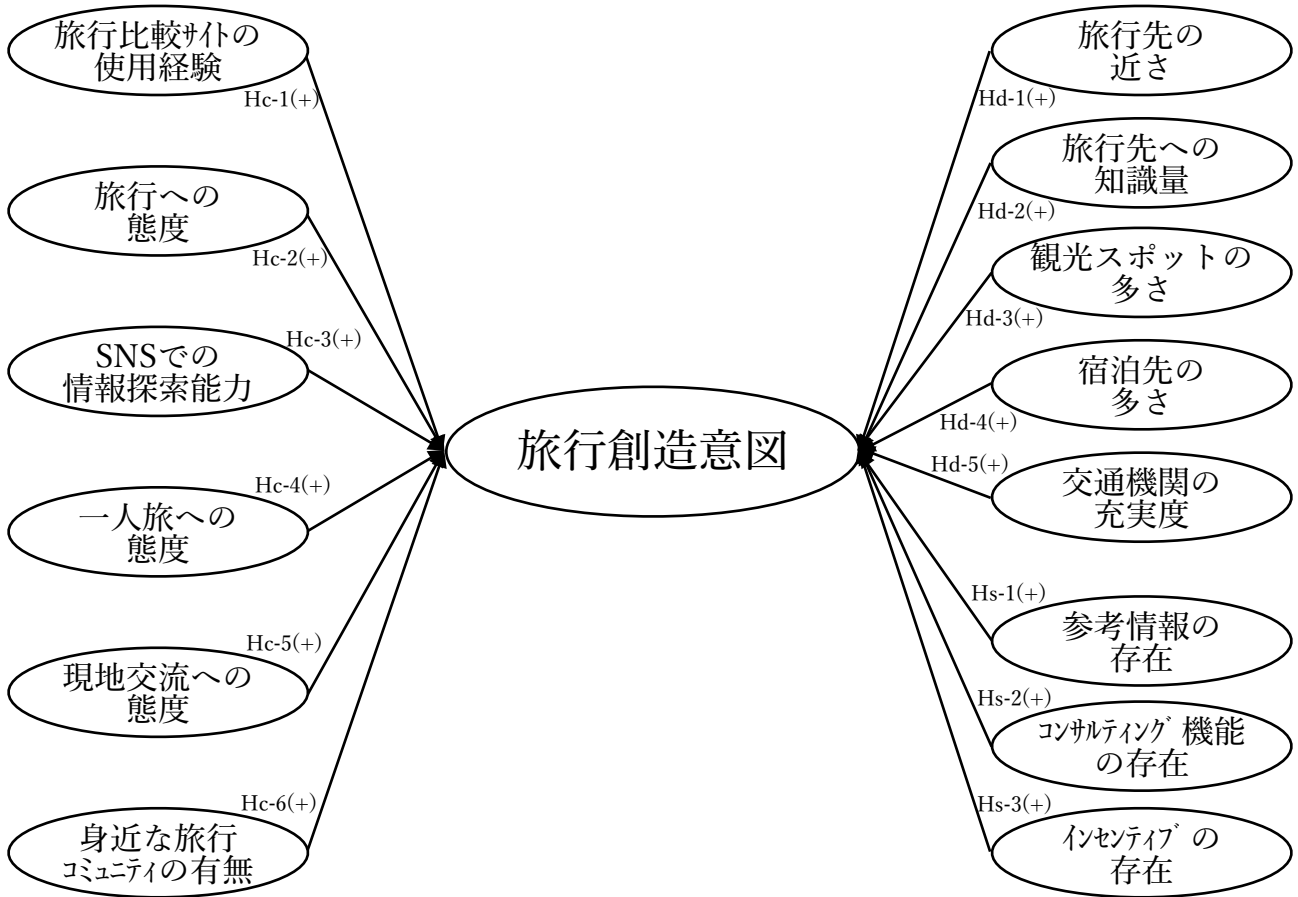 旅行比較ｻｲﾄの
使用経験
Hc-1(+)
旅行への
態度
Hc-2(+)
SNSでの
情報探索能力
Hc-3(+)
一人旅への
態度
Hc-4(+)
現地交流への
態度
Hc-5(+)
身近な旅行
ｺﾐｭﾆﾃｨの有無
Hc-6(+)
旅行創造意図
旅行先の
近さ
Hd-1(+)
旅行先への
知識量
Hd-2(+)
観光スポットの
多さ
Hd-3(+)
宿泊先の
多さ
Hd-4(+)
交通機関の
充実度
Hd-5(+)
参考情報の
存在
Hs-1(+)
ｺﾝｻﾙﾃｨﾝｸﾞ機能
の存在
Hs-2(+)
ｲﾝｾﾝﾃｨﾌﾞの
存在
Hs-3(+)